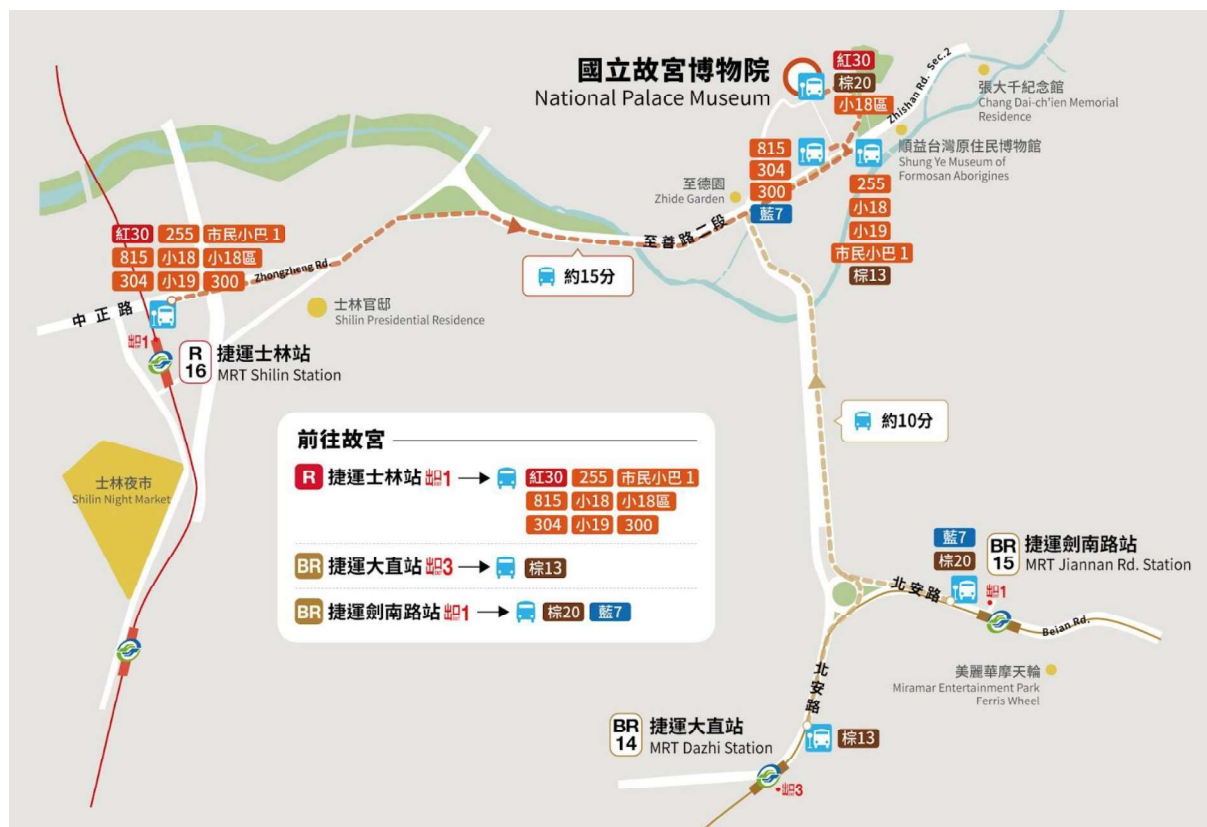 國立故宮博物院
National Palace Museum
紅30
棕20
小18區
Zhishan Rd. Sec.2
張大千紀念館
Chang Dai-ch'ien Memorial
Residence
順益台灣原住民博物館
Shung Ye Museum of
Formosan Aborigines
815
304
300
藍7
255
小18
小19
市民小巴 1
棕13
至德園
Zhide Garden
至善路二段
約15分
紅30 255 市民小巴 1
815 小18 小18區
304 小19 300
Zhongzheng Rd.
中正路
士林官邸
Shilin Presidential Residence
出口1
R
16
捷運士林站
MRT Shilin Station
約10分
士林夜市
Shilin Night Market
前往故宮
R 捷運士林站 出口1 紅30 255 市民小巴 1
815 小18 小18區
304 小19 300
BR 捷運大直站 出口3 棕13
BR 捷運劍南路站 出口1 棕20 藍7
藍7
棕20
BR
15
捷運劍南路站
MRT Jiannan Rd. Station
出口1
北安路
Beian Rd.
美麗華摩天輪
Miramar Entertainment Park
Ferris Wheel
北安路
BR
14
捷運大直站
MRT Dazhi Station
棕13
出口3